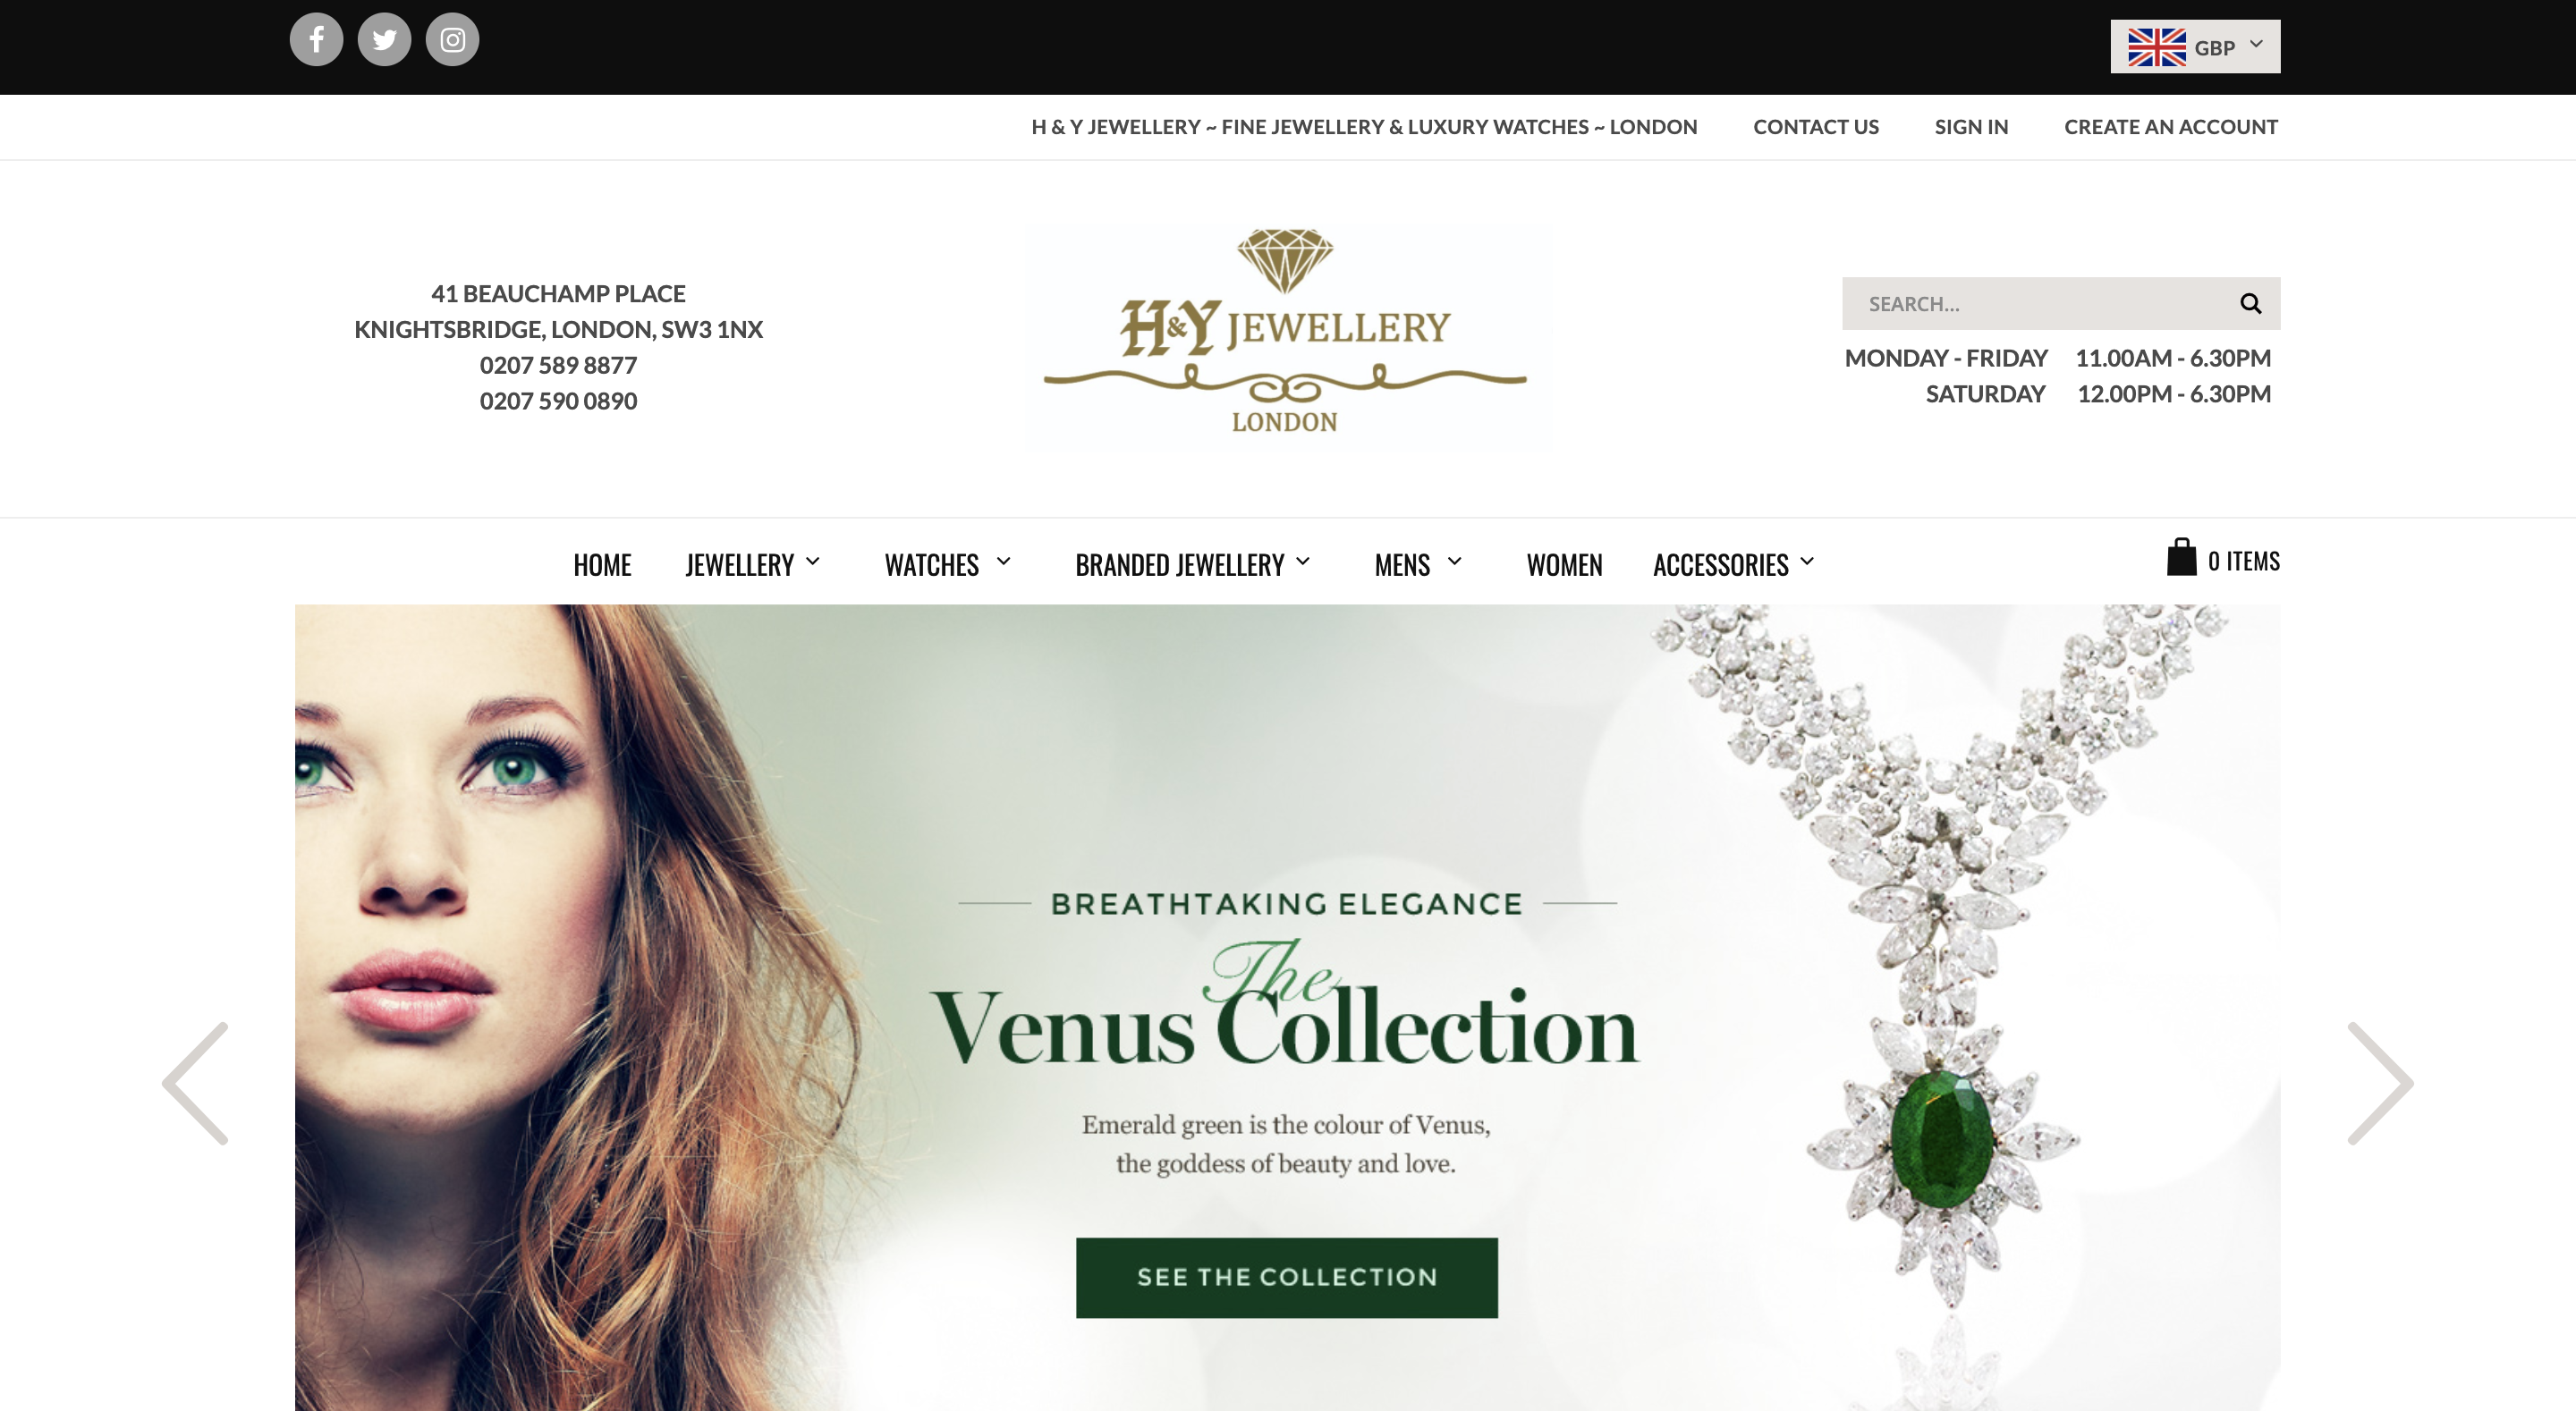 GBP
H & Y JEWELLERY ~ FINE JEWELLERY & LUXURY WATCHES ~ LONDON CONTACT US SIGN IN CREATE AN ACCOUNT
41 BEAUCHAMP PLACE
KNIGHTSBRIDGE, LONDON, SW3 1NX
0207 589 8877
0207 590 0890
H&Y JEWELLERY
LONDON
SEARCH...
MONDAY - FRIDAY 11.00AM - 6.30PM
SATURDAY 12.00PM - 6.30PM
HOME JEWELLERY WATCHES BRANDED JEWELLERY MENS WOMEN ACCESSORIES 0 ITEMS
BREATHTAKING ELEGANCE
The
Venus Collection
Emerald green is the colour of Venus,
the goddess of beauty and love.
SEE THE COLLECTION